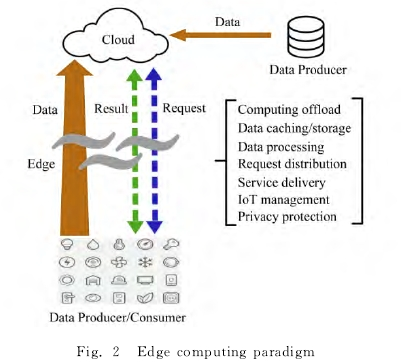 Data
Cloud
Data Producer
Data
Result
Request
Edge
Computing offload
Data caching/storage
Data processing
Request distribution
Service delivery
IoT management
Privacy protection
Data Producer/Consumer
Fig. 2 Edge computing paradigm